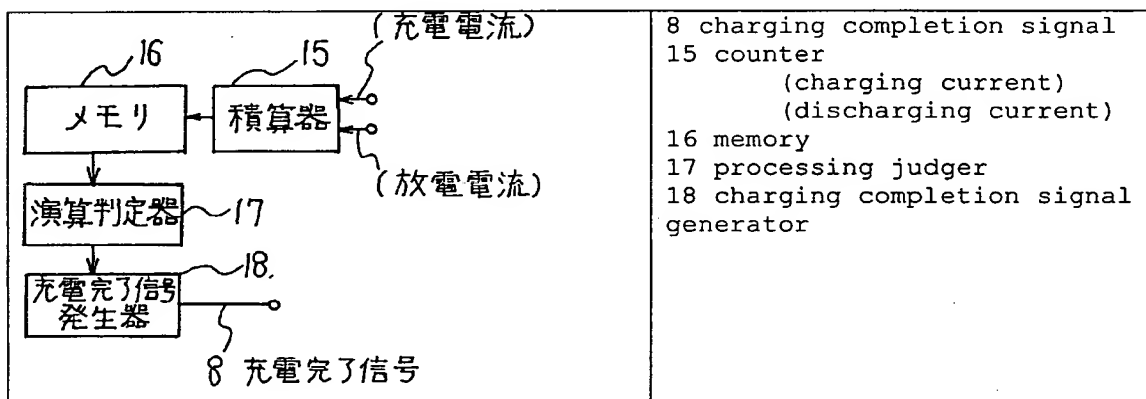 (充電電流)
16
15
メモリ
積算器
(放電電流)
演算判定器
17
18.
充電完了信号
発生器
8 充電完了信号
8 charging completion signal
15 counter
(charging current)
(discharging current)
16 memory
17 processing judger
18 charging completion signal
generator